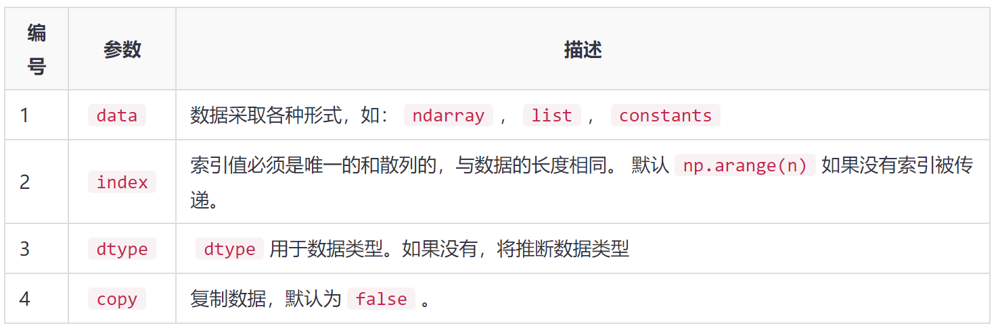 编
号
参数
描述
1
data
数据采取各种形式，如： ndarray ， list ， constants
2
index
索引值必须是唯一的和散列的，与数据的长度相同。 默认 np.arange(n) 如果没有索引被传
递。
3
dtype
dtype 用于数据类型。如果没有，将推断数据类型
4
copy
复制数据，默认为 false 。